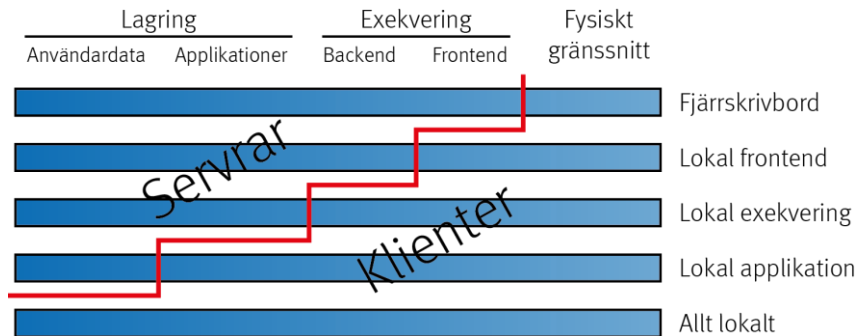 Lagring
Exekvering
Fysiskt
gränssnitt
Användardata
Applikationer
Backend
Frontend
Fjärrskrivbord
Servrar
Lokal frontend
Klienter
Lokal exekvering
Lokal applikation
Allt lokalt